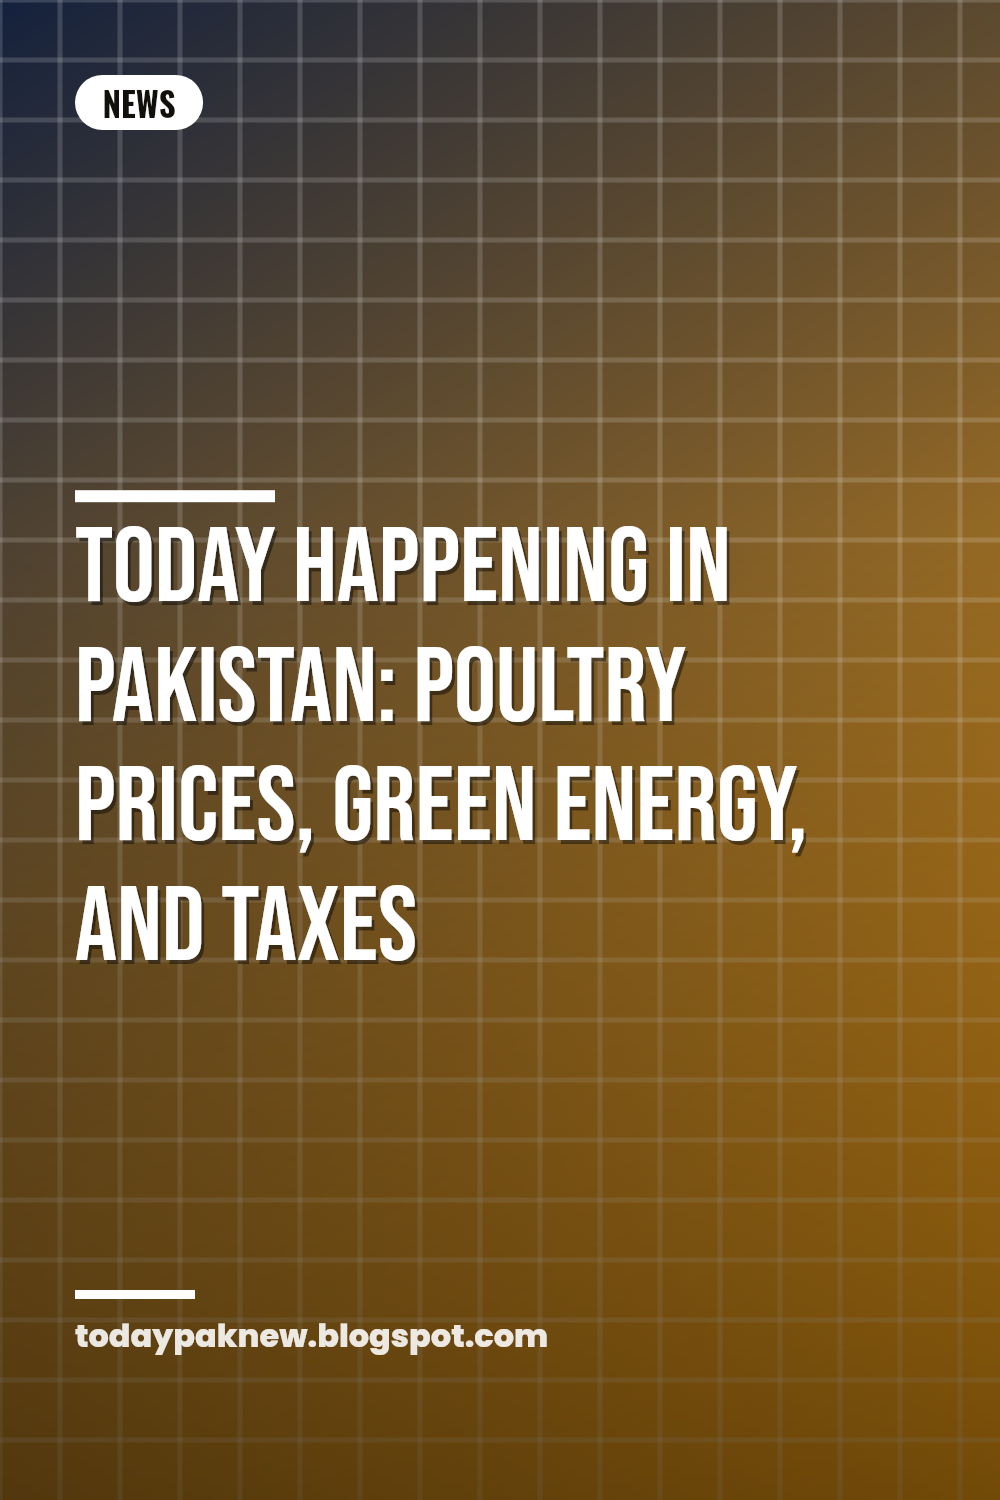 NEWS
TODAY HAPPENING IN
PAKISTAN: POULTRY
PRICES, GREEN ENERGY,
AND TAXES
todaypaknew.blogspot.com